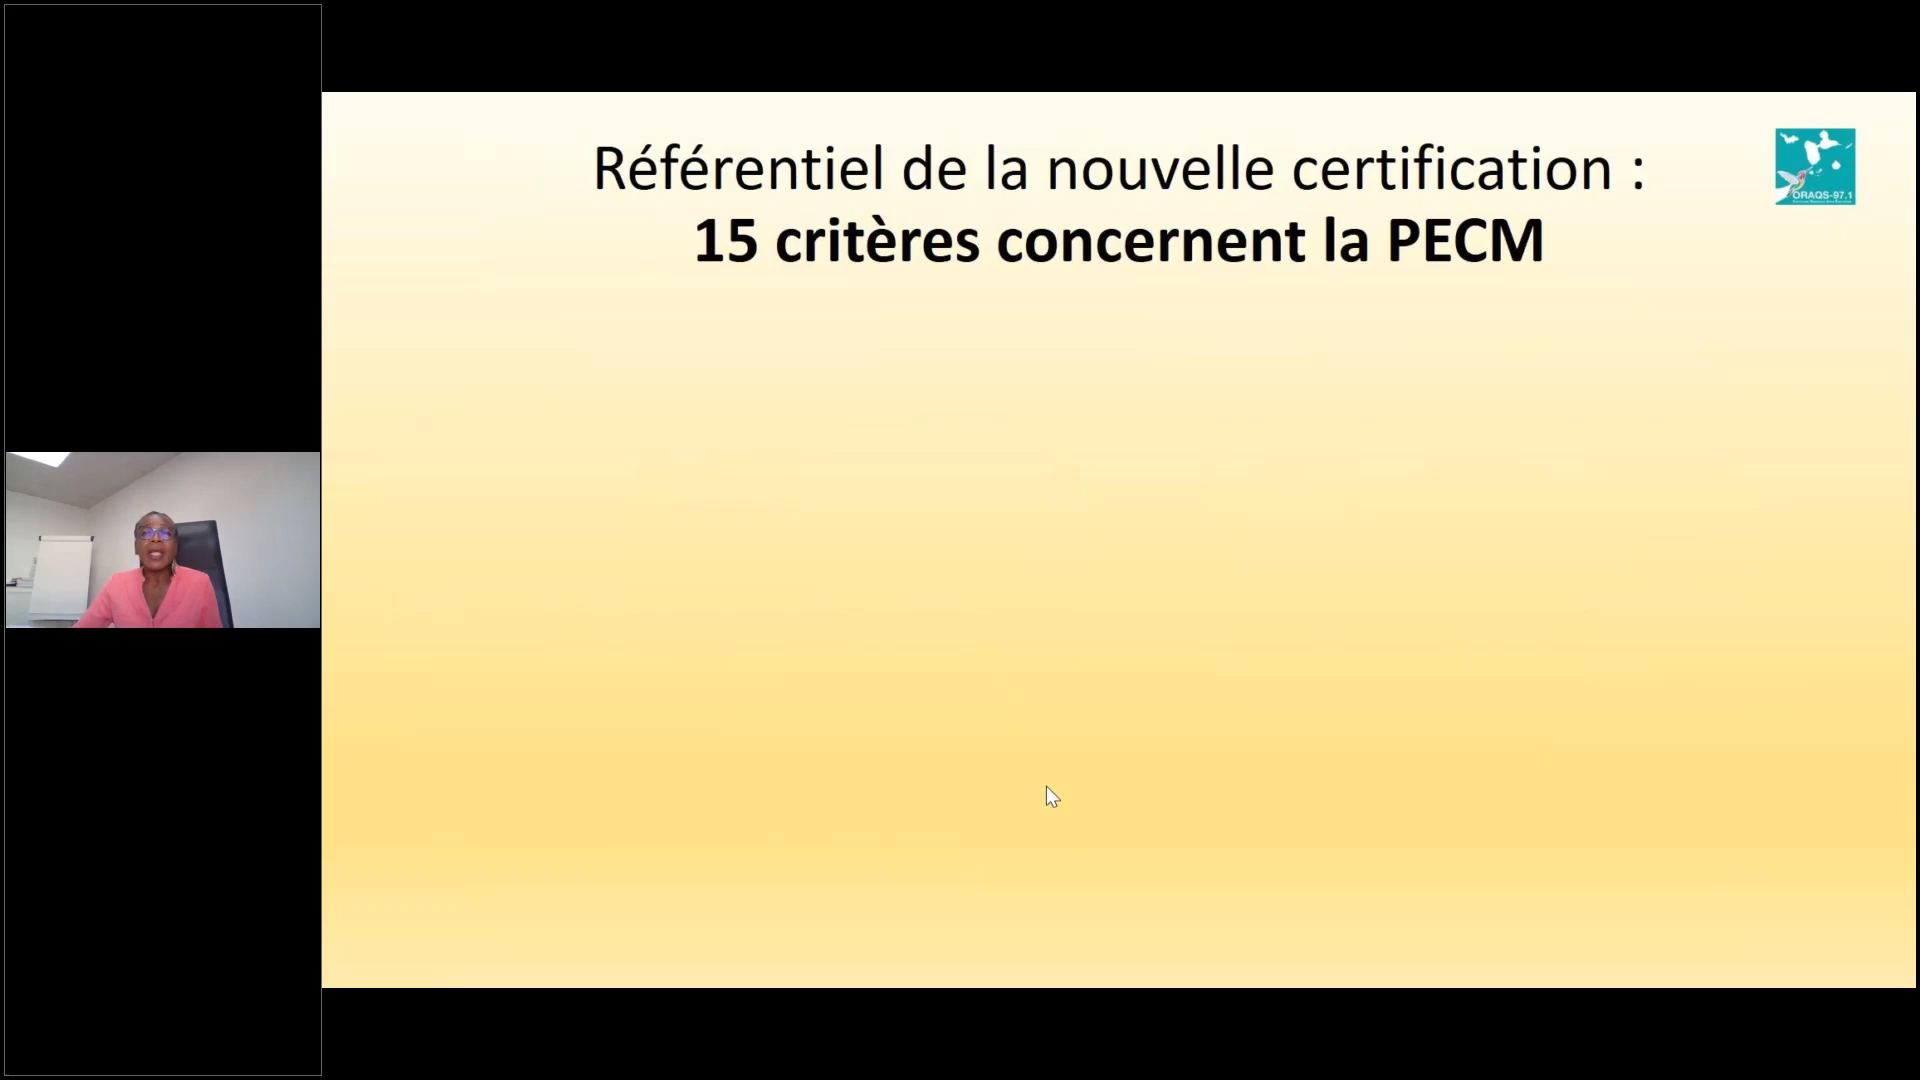 Référentiel de la nouvelle certification :
15 critères concernent la PECM
ORAQS-97.1